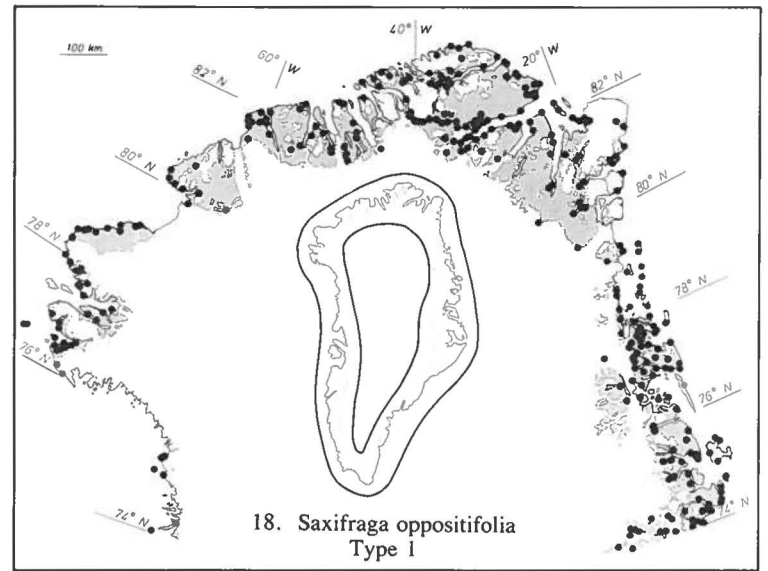 100 km
40° W
60° W
20° W
82° N
82° N
80° N
80° N
78° N
78° N
76° N
76° N
74° N
74° N
18. Saxifraga oppositifolia
Type 1